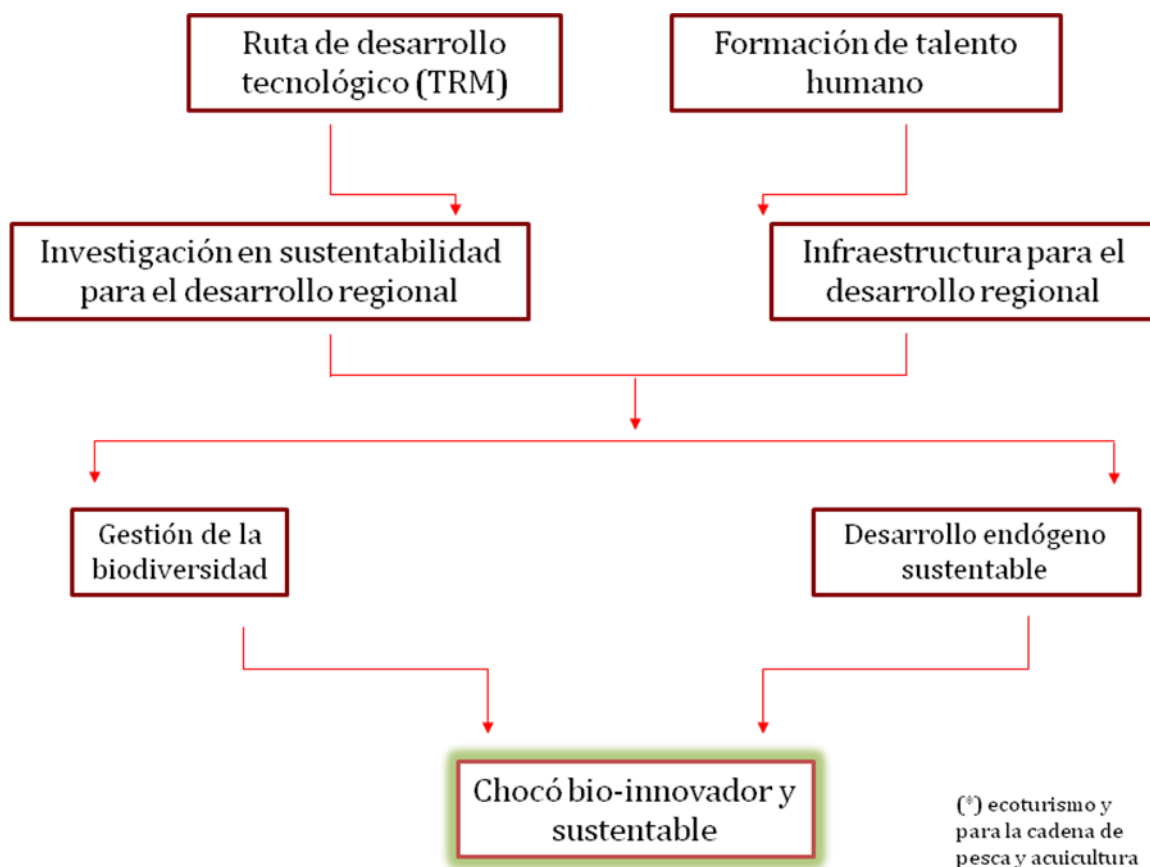 Ruta de desarrollo
tecnológico (TRM)
Formación de talento
humano
Investigación en sustentabilidad
para el desarrollo regional
Infraestructura para el
desarrollo regional
Gestión de la
biodiversidad
Desarrollo endógeno
sustentable
Chocó bio-innovador y
sustentable
(*) ecoturismo y
para la cadena de
pesca y acuicultura